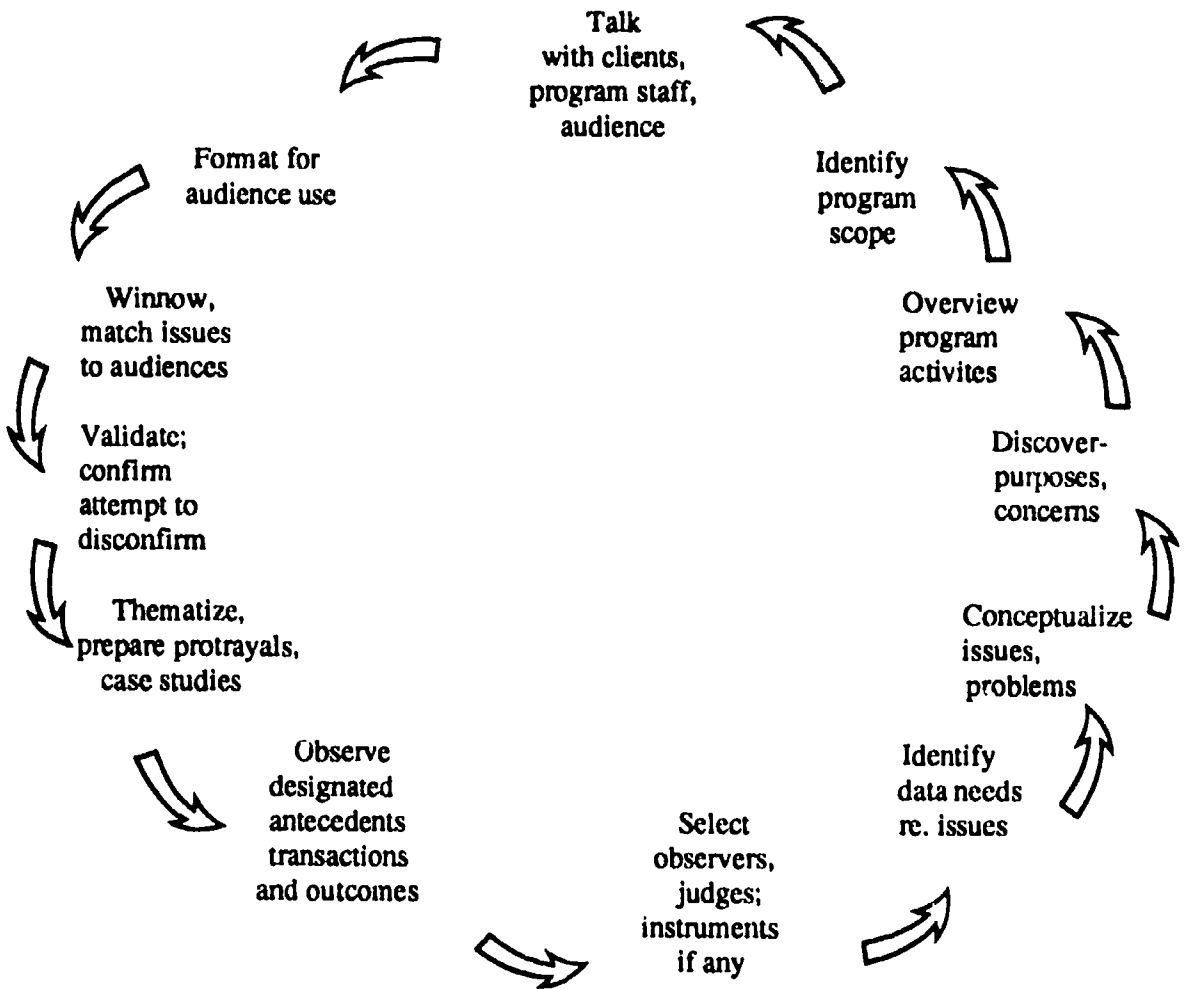 Talk
with clients,
program staff,
audience
Identify
program
scope
Overview
program
activites
Discover-
purposes,
concerns
Conceptualize
issues,
problems
Identify
data needs
re. issues
Select
observers,
judges;
instruments
if any
Observe
designated
antecedents
transactions
and outcomes
Thematize,
prepare protrayals,
case studies
Validate;
confirm
attempt to
disconfirm
Winnow,
match issues
to audiences
Format for
audience use